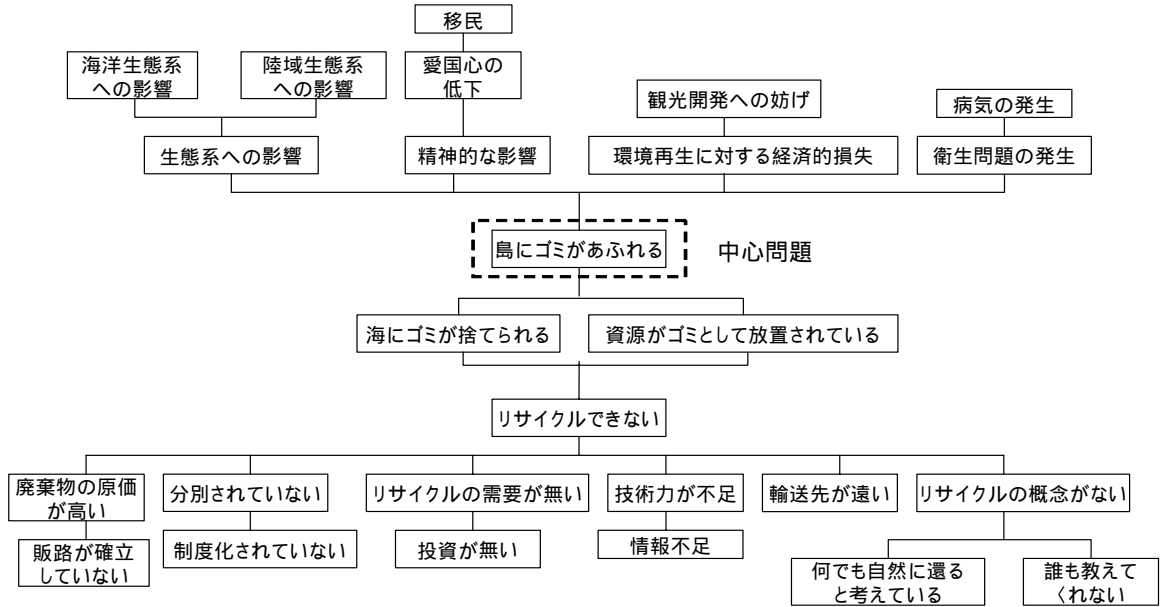 移民
海洋生態系
への影響
陸域生態系
への影響
愛国心の
低下
観光開発への妨げ
病気の発生
生態系への影響
精神的な影響
環境再生に対する経済的損失
衛生問題の発生
島にゴミがあふれる
中心問題
海にゴミが捨てられる
資源がゴミとして放置されている
リサイクルできない
廃棄物の原価
が高い
分別されていない
リサイクルの需要が無い
技術力が不足
輸送先が遠い
リサイクルの概念がない
販路が確立
していない
制度化されていない
投資が無い
情報不足
何でも自然に還る
と考えている
誰も教えて
くれない